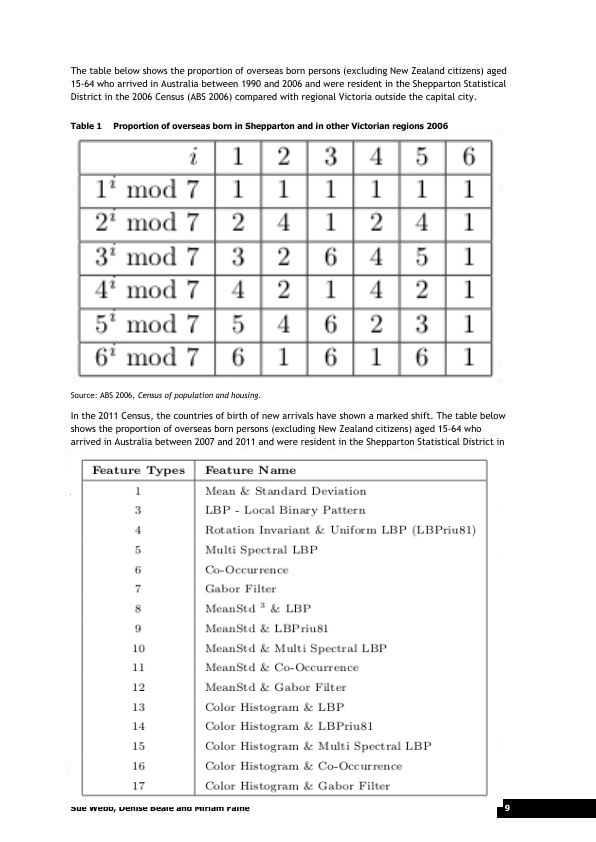 The table below shows the proportion of overseas born persons (excluding New Zealand citizens) aged
15-64 who arrived in Australia between 1990 and 2006 and were resident in the Shepparton Statistical
District in the 2006 Census (ABS 2006) compared with regional Victoria outside the capital city.
Table 1 Proportion of overseas born in Shepparton and in other Victorian regions 2006
i 1 2 3 4 5 6
1^i mod 7 1 1 1 1 1 1
2^i mod 7 2 4 1 2 4 1
3^i mod 7 3 2 6 4 5 1
4^i mod 7 4 2 1 4 2 1
5^i mod 7 5 4 6 2 3 1
6^i mod 7 6 1 6 1 6 1
Source: ABS 2006, Census of population and housing.
In the 2011 Census, the countries of birth of new arrivals have shown a marked shift. The table below
shows the proportion of overseas born persons (excluding New Zealand citizens) aged 15-64 who
arrived in Australia between 2007 and 2011 and were resident in the Shepparton Statistical District in
Feature Types Feature Name
1 Mean & Standard Deviation
3 LBP - Local Binary Pattern
4 Rotation Invariant & Uniform LBP (LBPriu81)
5 Multi Spectral LBP
6 Co-Occurrence
7 Gabor Filter
8 MeanStd ³ & LBP
9 MeanStd & LBPriu81
10 MeanStd & Multi Spectral LBP
11 MeanStd & Co-Occurrence
12 MeanStd & Gabor Filter
13 Color Histogram & LBP
14 Color Histogram & LBPriu81
15 Color Histogram & Multi Spectral LBP
16 Color Histogram & Co-Occurrence
17 Color Histogram & Gabor Filter
Sue Webb, Denise Beale and Miriam Faine 9